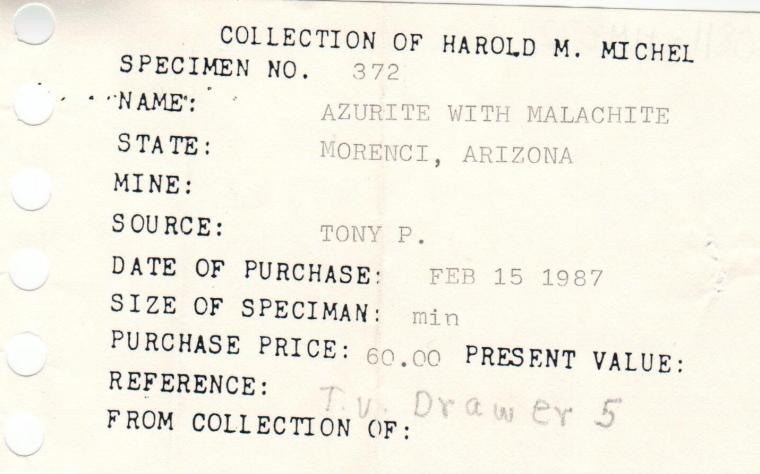 COLLECTION OF HAROLD M. MICHEL
SPECIMEN NO. 372
NAME: AZURITE WITH MALACHITE
STATE: MORENCI, ARIZONA
MINE:
SOURCE: TONY P.
DATE OF PURCHASE: FEB 15 1987
SIZE OF SPECIMAN: min
PURCHASE PRICE: 60.00 PRESENT VALUE:
REFERENCE: T.V. Drawer 5
FROM COLLECTION OF: